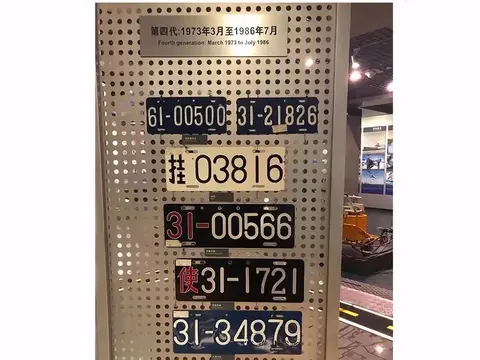 第四代:1973年3月至1986年7月
Fourth generation: March 1973 to July 1986
61-00500
31-21826
挂 03816
31-00566
使 31-1721
31-34879